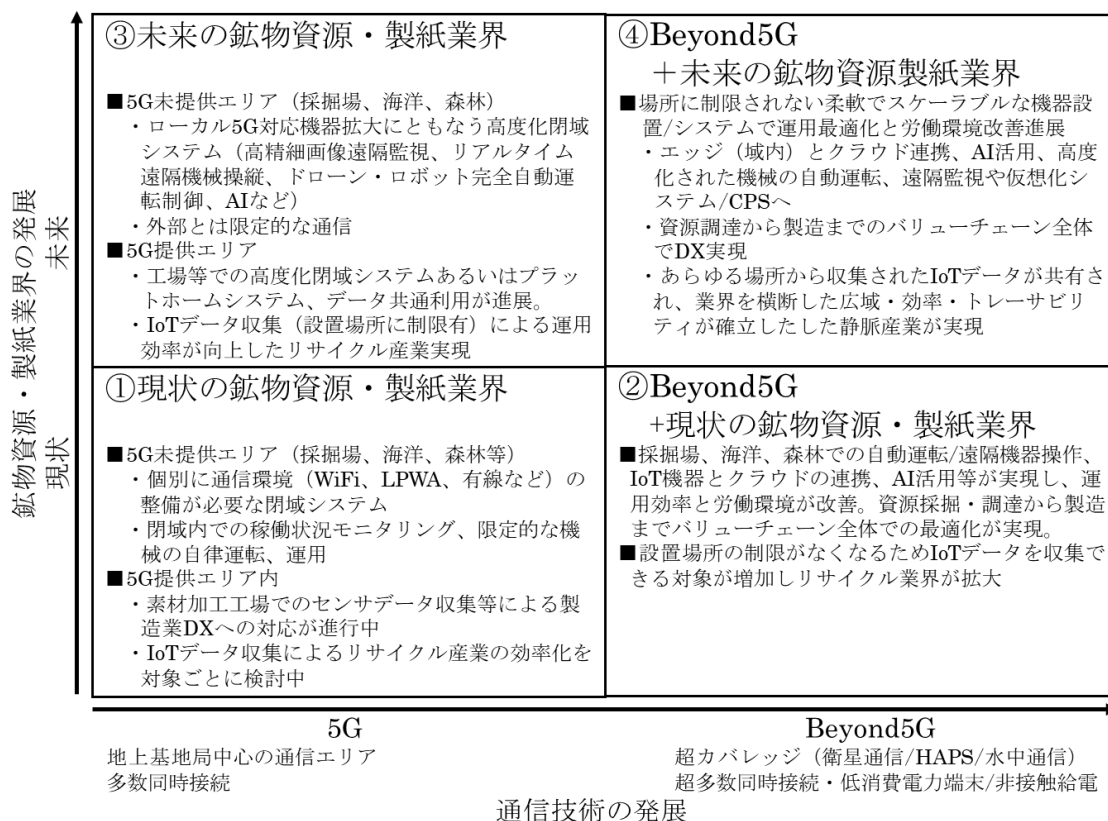 鉱物資源・製紙業界の発展
未来
現状
③未来の鉱物資源・製紙業界
■5G未提供エリア（採掘場、海洋、森林）
・ローカル5G対応機器拡大にともなう高度化閉域
システム（高精細画像遠隔監視、リアルタイム
遠隔機械操縦、ドローン・ロボット完全自動運
転制御、AIなど）
・外部とは限定的な通信
■5G提供エリア
・工場等での高度化閉域システムあるいはプラッ
トホームシステム、データ共通利用が進展。
・IoTデータ収集（設置場所に制限有）による運用
効率が向上したリサイクル産業実現
④Beyond5G
＋未来の鉱物資源製紙業界
■場所に制限されない柔軟でスケーラブルな機器設
置/システムで運用最適化と労働環境改善進展
・エッジ（域内）とクラウド連携、AI活用、高度
化された機械の自動運転、遠隔監視や仮想化シ
ステム/CPSへ
・資源調達から製造までのバリューチェーン全体
でDX実現
・あらゆる場所から収集されたIoTデータが共有さ
れ、業界を横断した広域・効率・トレーサビリ
ティが確立したした静脈産業が実現
①現状の鉱物資源・製紙業界
■5G未提供エリア（採掘場、海洋、森林等）
・個別に通信環境（WiFi、LPWA、有線など）の
整備が必要な閉域システム
・閉域内での稼働状況モニタリング、限定的な機
械の自律運転、運用
■5G提供エリア内
・素材加工工場でのセンサデータ収集等による製
造業DXへの対応が進行中
・IoTデータ収集によるリサイクル産業の効率化を
対象ごとに検討中
②Beyond5G
+現状の鉱物資源・製紙業界
■採掘場、海洋、森林での自動運転/遠隔機器操作、
IoT機器とクラウドの連携、AI活用等が実現し、運
用効率と労働環境が改善。資源採掘・調達から製造
までバリューチェーン全体での最適化が実現。
■設置場所の制限がなくなるためIoTデータを収集で
きる対象が増加しリサイクル業界が拡大
5G
地上基地局中心の通信エリア
多数同時接続
Beyond5G
超カバレッジ（衛星通信/HAPS/水中通信）
超多数同時接続・低消費電力端末/非接触給電
通信技術の発展